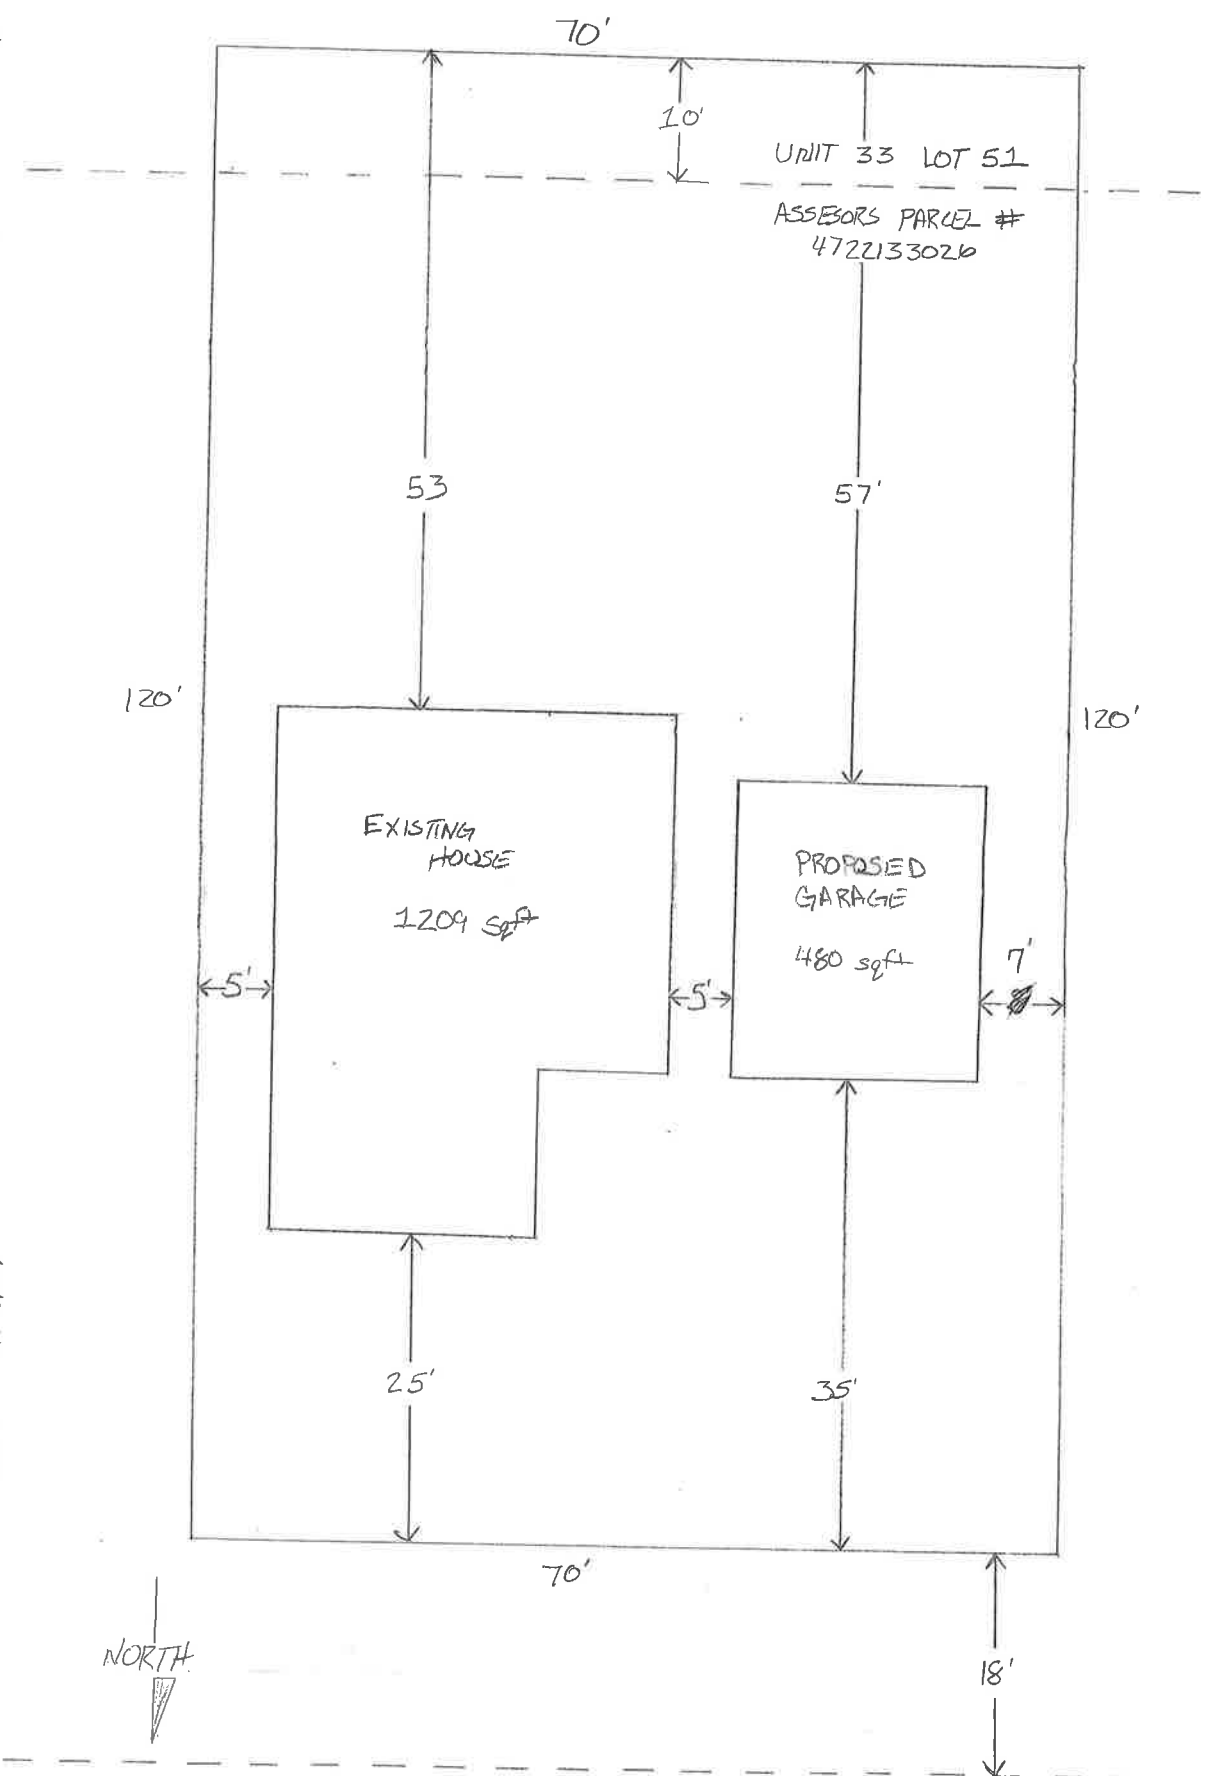 70'
10'
UNIT 33 LOT 51
ASSESORS PARCEL #
4722133026
53
57'
120'
120'
EXISTING
HOUSE
1209 sqft
PROPOSED
GARAGE
480 sqft
7'
5'
5'
25'
35'
70'
NORTH
18'